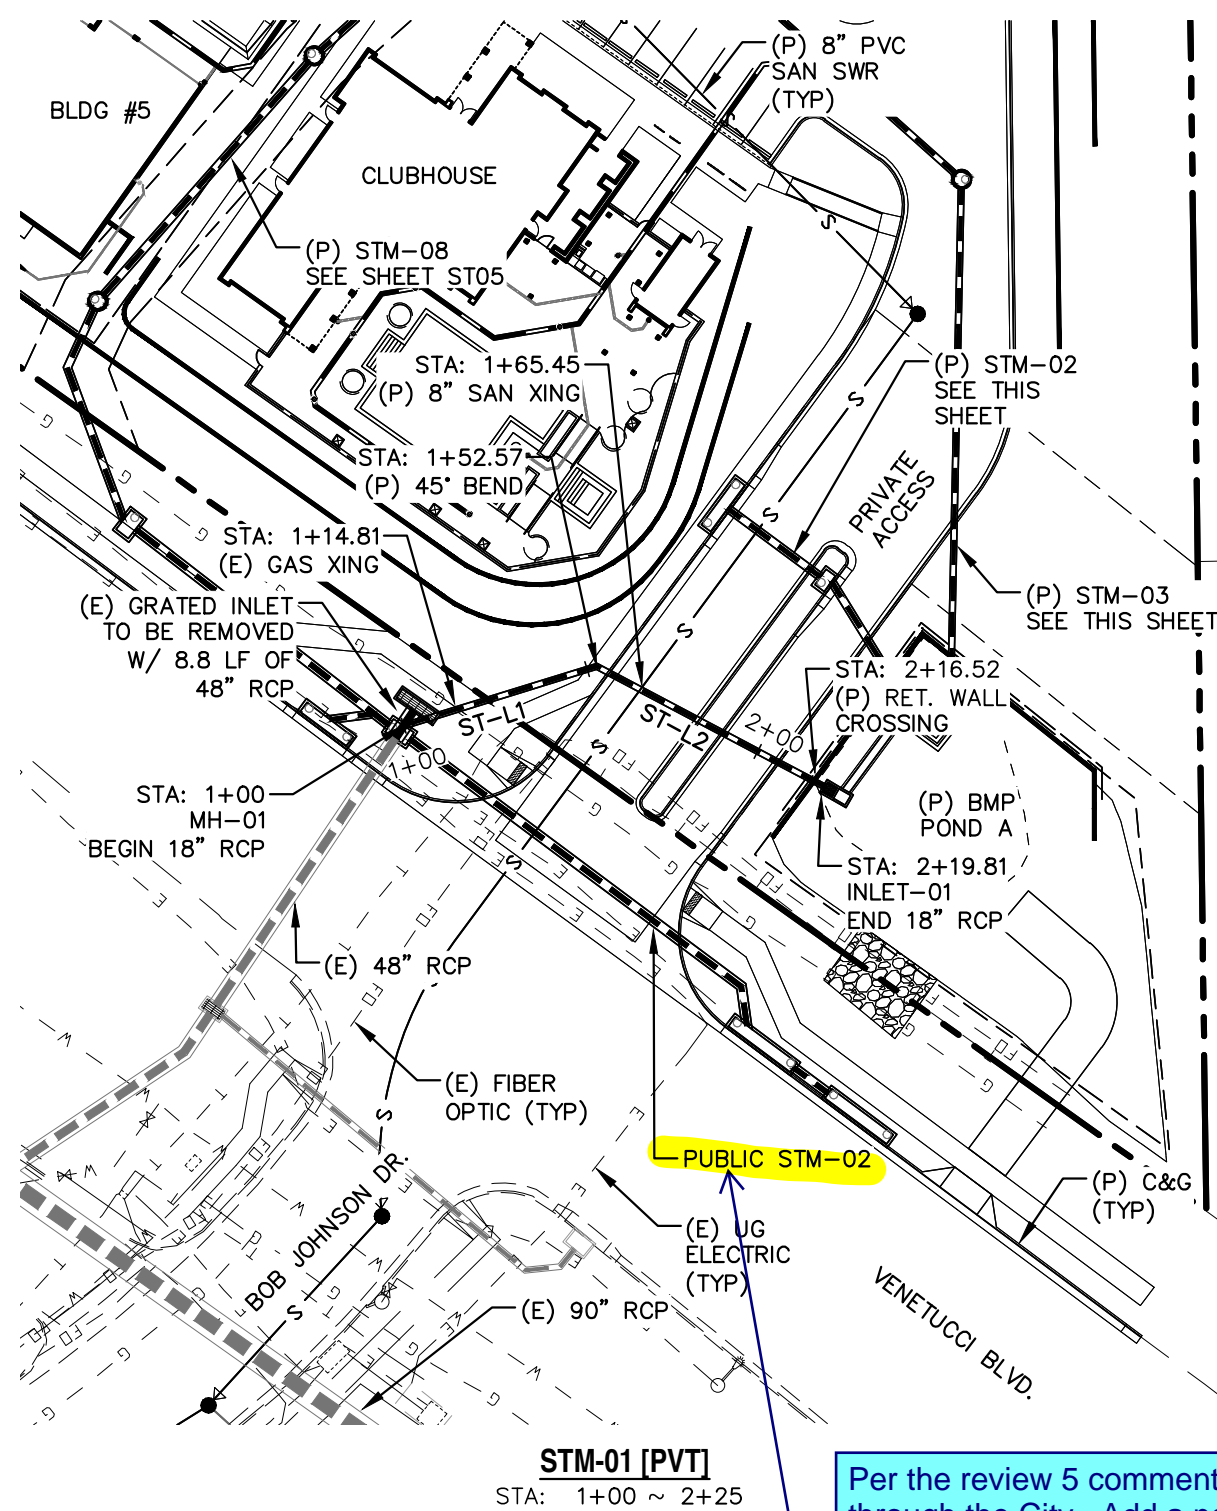 (P) 8” PVC
SAN SWR
(TYP)
BLDG #5
CLUBHOUSE
(P) STM-08
SEE SHEET ST05
S
STA: 1+65.45
(P) 8” SAN XING
(P) STM-02
SEE THIS
SHEET
S
STA: 1+52.57
(P) 45° BEND
PRIVATE
ACCESS
S
STA: 1+14.81
(E) GAS XING
(E) GRATED INLET
TO BE REMOVED
W/ 8.8 LF OF
48” RCP
(P) STM-03
SEE THIS SHEET
S
STA: 2+16.52
(P) RET. WALL
CROSSING
ST-L1
ST-L2
2+00
1+00
S
STA: 1+00
MH-01
BEGIN 18” RCP
(P) BMP
POND A
STA: 2+19.81
INLET-01
END 18” RCP
S
(E) 48” RCP
S
(E) FIBER
OPTIC (TYP)
S
PUBLIC STM-02
(P) C&G
(TYP)
(E) UG
ELECTRIC
(TYP)
BOB JOHNSON DR.
S
(E) 90” RCP
VENETUCCI BLVD.
STM-01 [PVT]
STA: 1+00 ~ 2+25
Per the review 5 comment
through the City. Add a